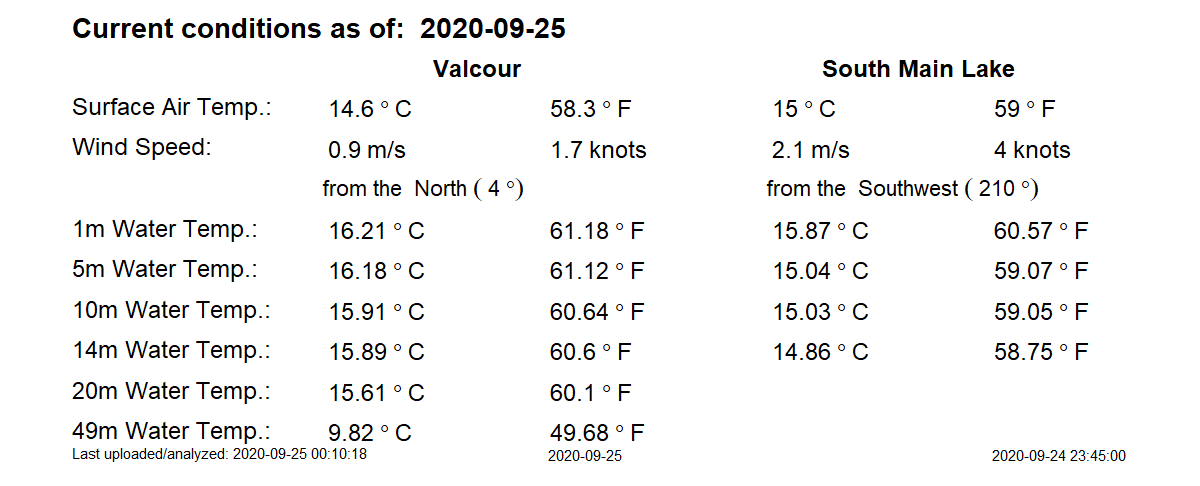 Current conditions as of: 2020-09-25
Valcour South Main Lake
Surface Air Temp.: 14.6 ° C 58.3 ° F 15 ° C 59 ° F
Wind Speed: 0.9 m/s 1.7 knots 2.1 m/s 4 knots
from the North ( 4 °) from the Southwest ( 210 °)
1m Water Temp.: 16.21 ° C 61.18 ° F 15.87 ° C 60.57 ° F
5m Water Temp.: 16.18 ° C 61.12 ° F 15.04 ° C 59.07 ° F
10m Water Temp.: 15.91 ° C 60.64 ° F 15.03 ° C 59.05 ° F
14m Water Temp.: 15.89 ° C 60.6 ° F 14.86 ° C 58.75 ° F
20m Water Temp.: 15.61 ° C 60.1 ° F
49m Water Temp.: 9.82 ° C 49.68 ° F
Last uploaded/analyzed: 2020-09-25 00:10:18 2020-09-25 2020-09-24 23:45:00